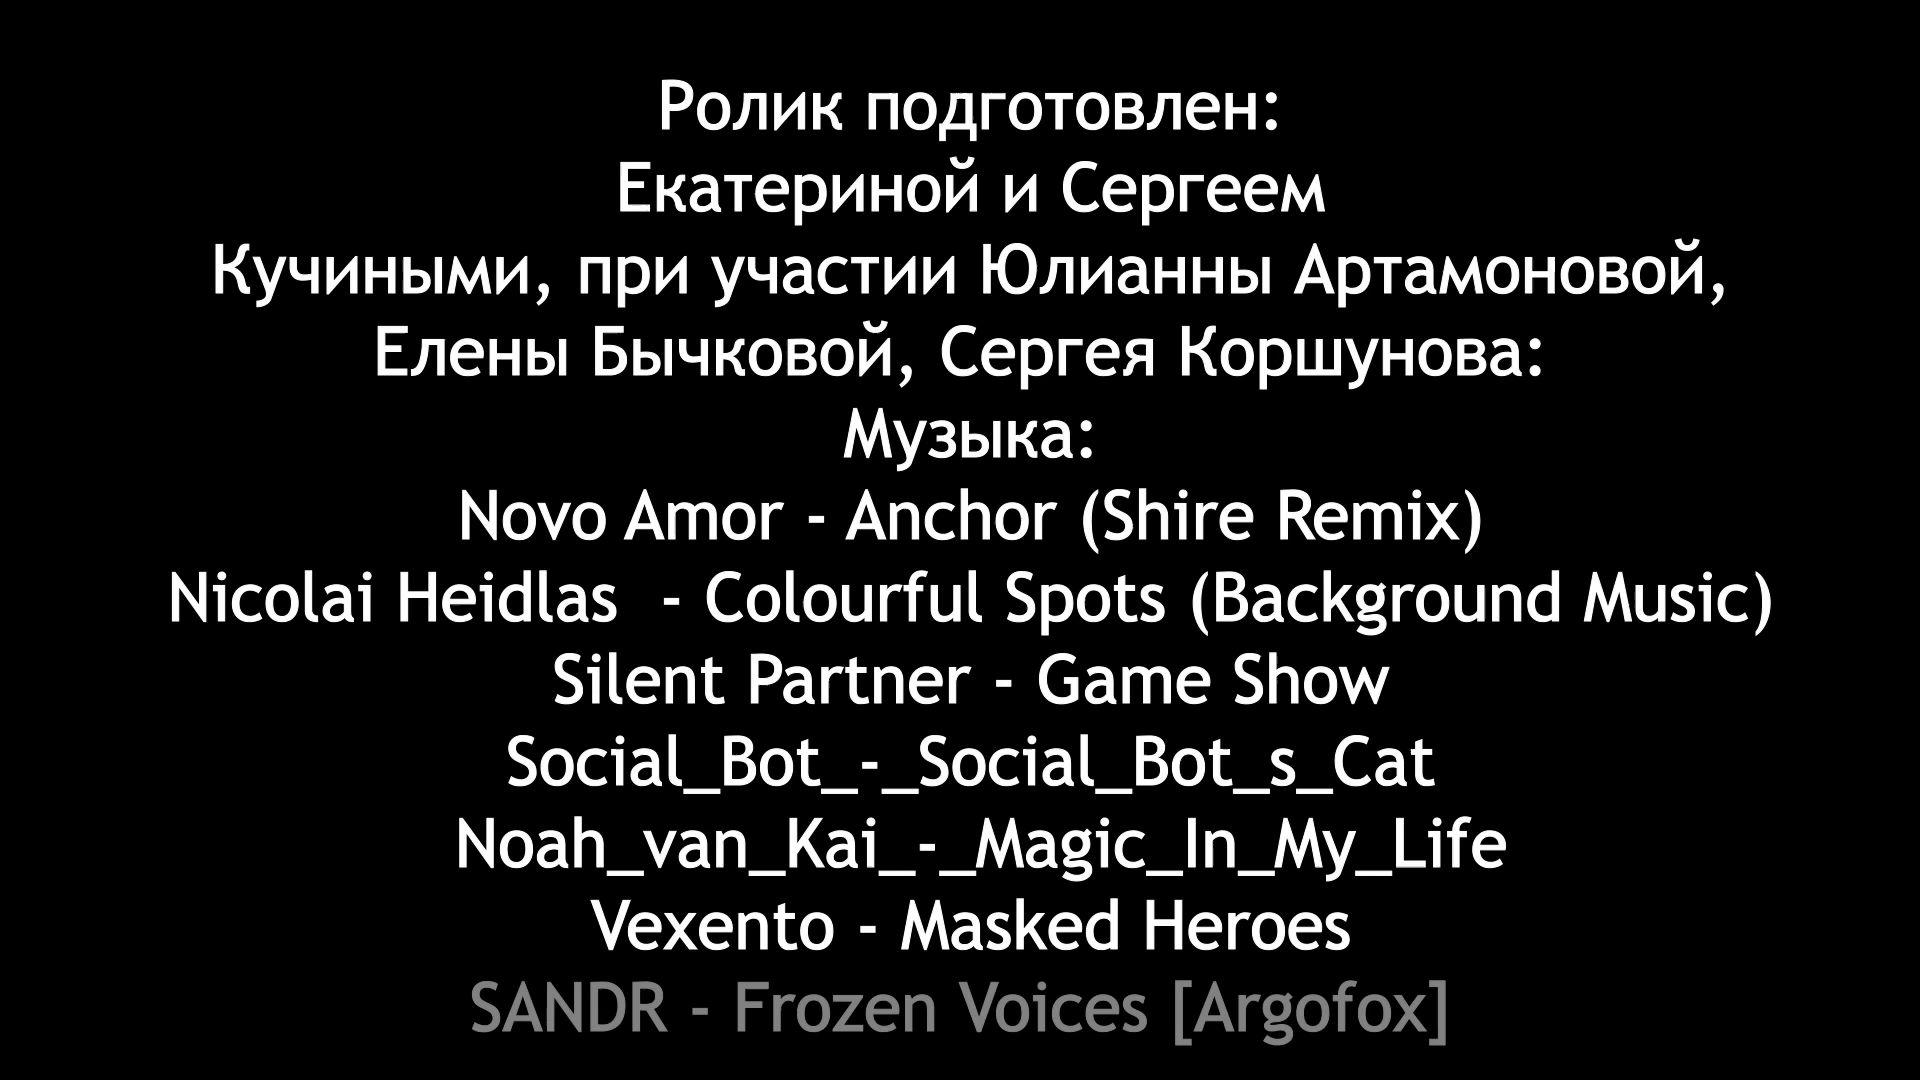 Ролик подготовлен:
Екатериной и Сергеем
Кучиными, при участии Юлианны Артамоновой,
Елены Бычковой, Сергея Коршунова:
Музыка:
Novo Amor - Anchor (Shire Remix)
Nicolai Heidlas  - Colourful Spots (Background Music)
Silent Partner - Game Show
Social_Bot_-_Social_Bot_s_Cat
Noah_van_Kai_-_Magic_In_My_Life
Vexento - Masked Heroes
SANDR - Frozen Voices [Argofox]